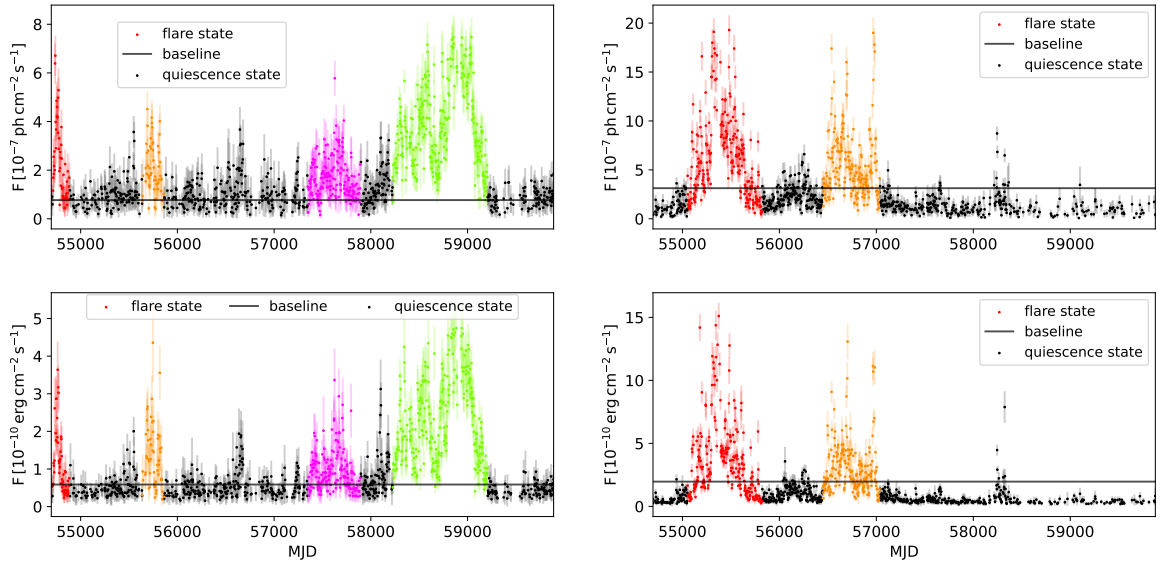 F [10⁻⁷ ph cm⁻² s⁻¹]
8
6
4
2
0
flare state
baseline
quiescence state
55000 56000 57000 58000 59000
F [10⁻⁷ ph cm⁻² s⁻¹]
20
15
10
5
0
flare state
baseline
quiescence state
55000 56000 57000 58000 59000
F [10⁻¹⁰ erg cm⁻² s⁻¹]
5
4
3
2
1
0
flare state baseline quiescence state
55000 56000 57000 58000 59000
MJD
F [10⁻¹⁰ erg cm⁻² s⁻¹]
15
10
5
0
flare state
baseline
quiescence state
55000 56000 57000 58000 59000
MJD